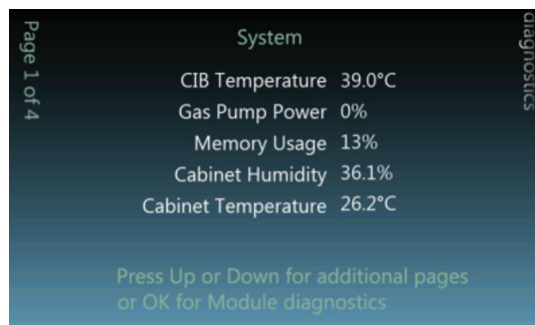 System
Page 1 of 4
diagnostics
CIB Temperature 39.0°C
Gas Pump Power 0%
Memory Usage 13%
Cabinet Humidity 36.1%
Cabinet Temperature 26.2°C
Press Up or Down for additional pages
or OK for Module diagnostics